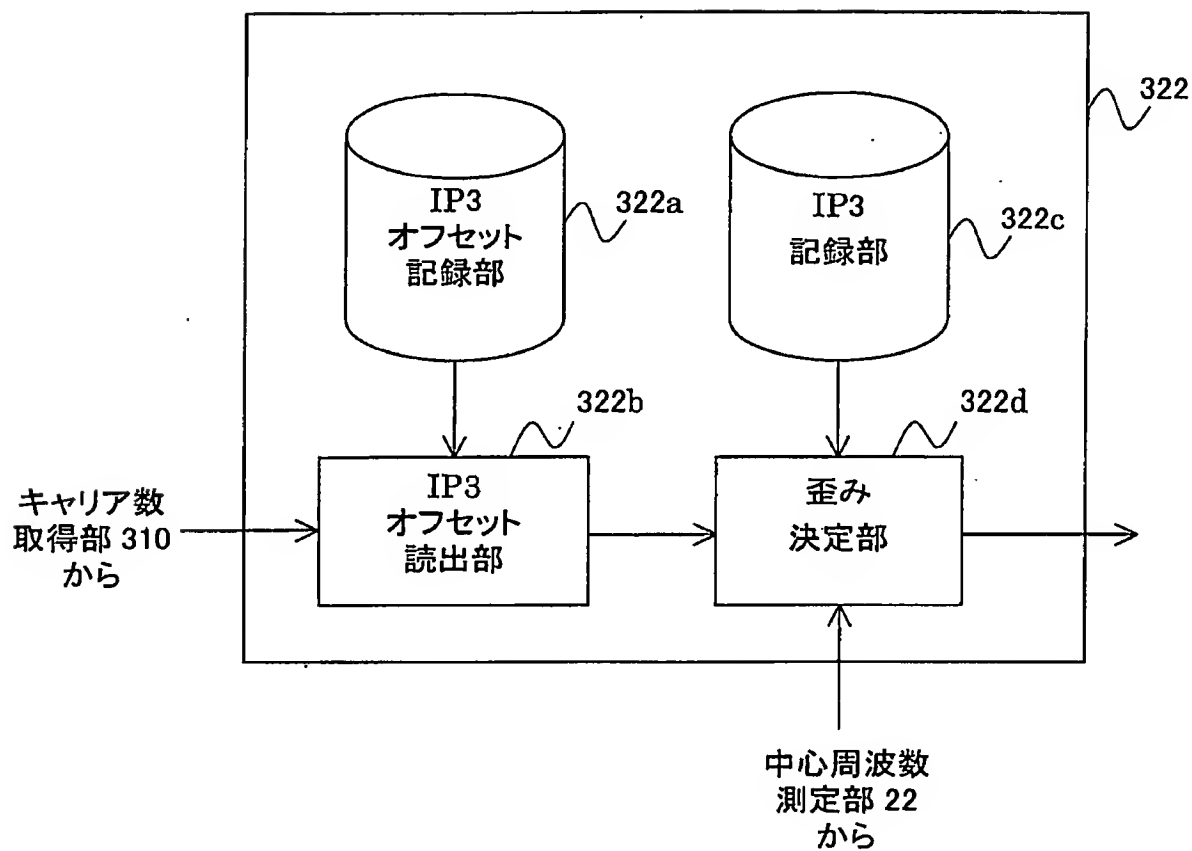 322
IP3
オフセット
記録部
322a
IP3
記録部
322c
322b
322d
キャリア数
取得部 310
から
IP3
オフセット
読出部
歪み
決定部
中心周波数
測定部 22
から